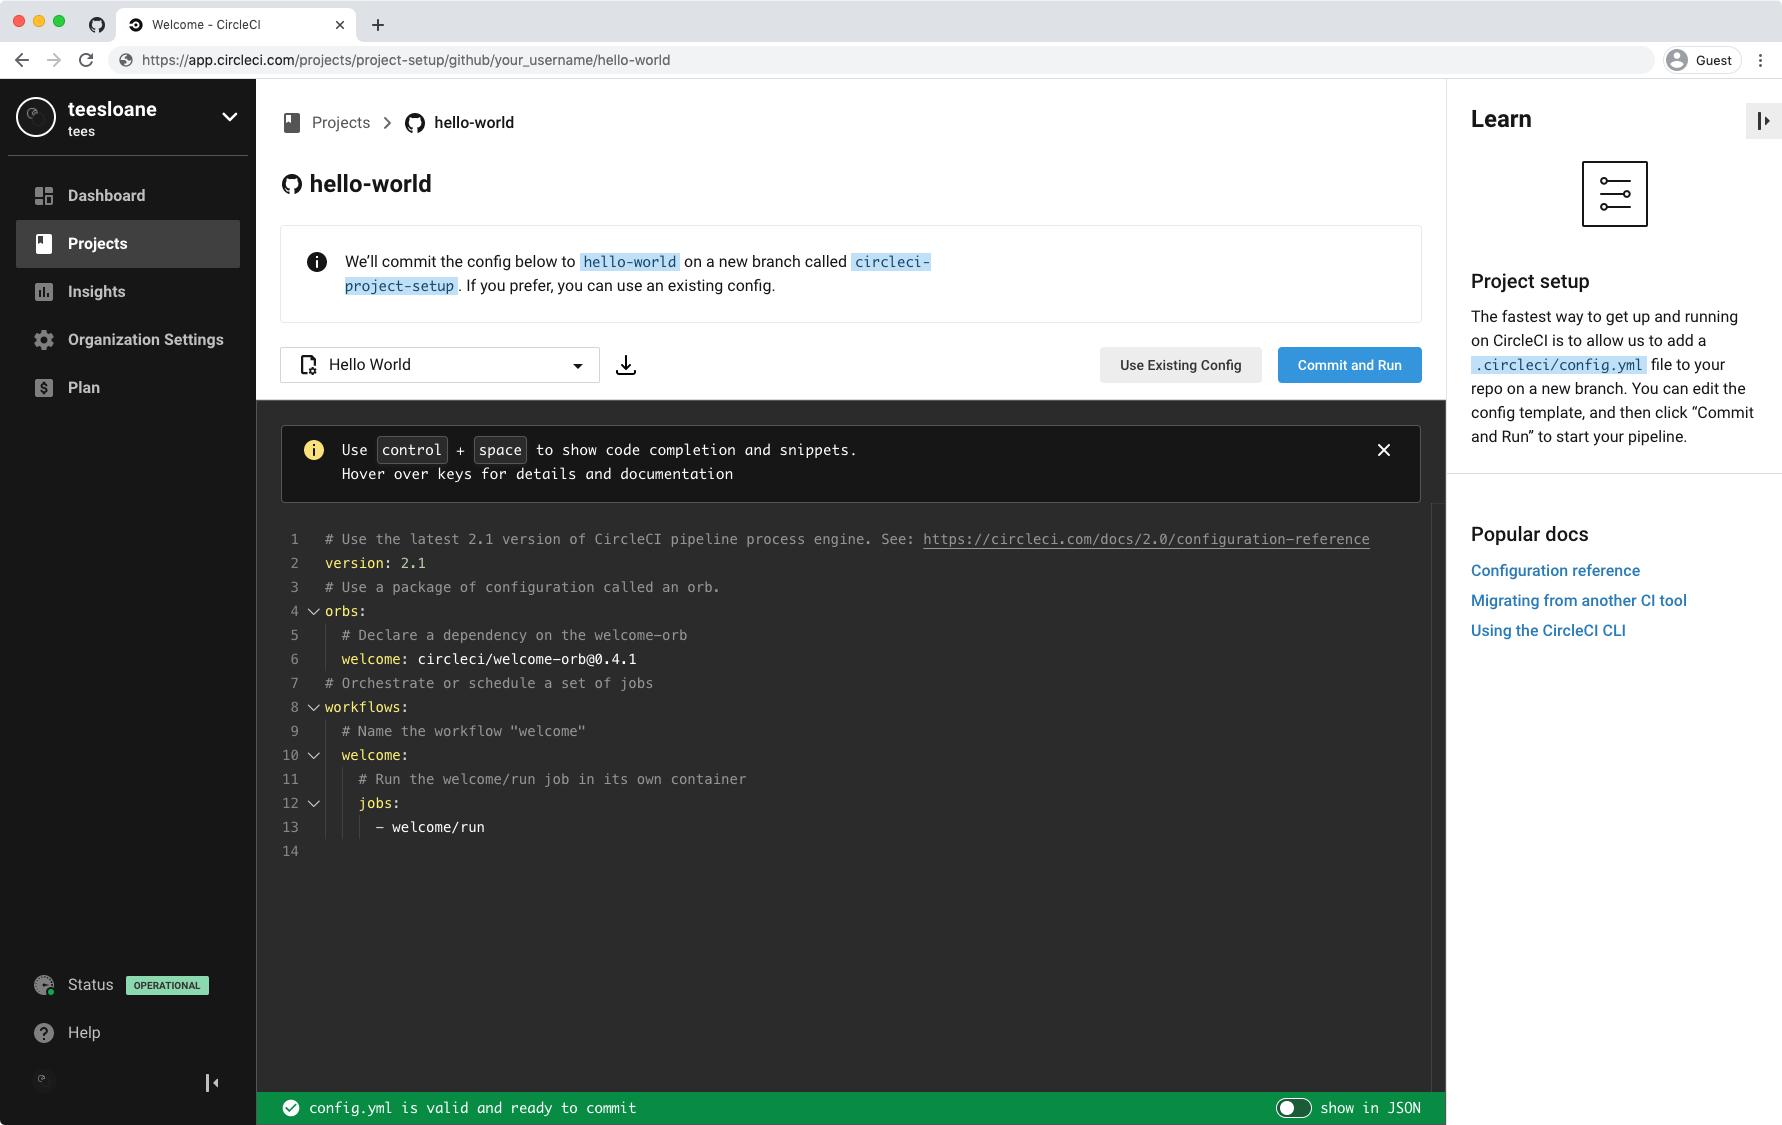 Welcome - CircleCI
https://app.circleci.com/projects/project-setup/github/your_username/hello-world
Guest
teesloane
tees
Dashboard
Projects
Insights
Organization Settings
Plan
Status OPERATIONAL
Help
Projects > hello-world
hello-world
We’ll commit the config below to hello-world on a new branch called circleci-
project-setup. If you prefer, you can use an existing config.
Hello World
Use Existing Config
Commit and Run
Use control + space to show code completion and snippets.
Hover over keys for details and documentation
1 # Use the latest 2.1 version of CircleCI pipeline process engine. See: https://circleci.com/docs/2.0/configuration-reference
2 version: 2.1
3 # Use a package of configuration called an orb.
4 orbs:
5 # Declare a dependency on the welcome-orb
6 welcome: circleci/welcome-orb@0.4.1
7 # Orchestrate or schedule a set of jobs
8 workflows:
9 # Name the workflow "welcome"
10 welcome:
11 # Run the welcome/run job in its own container
12 jobs:
13 - welcome/run
14
config.yml is valid and ready to commit
show in JSON
Learn
Project setup
The fastest way to get up and running
on CircleCI is to allow us to add a
.circleci/config.yml file to your
repo on a new branch. You can edit the
config template, and then click “Commit
and Run” to start your pipeline.
Popular docs
Configuration reference
Migrating from another CI tool
Using the CircleCI CLI